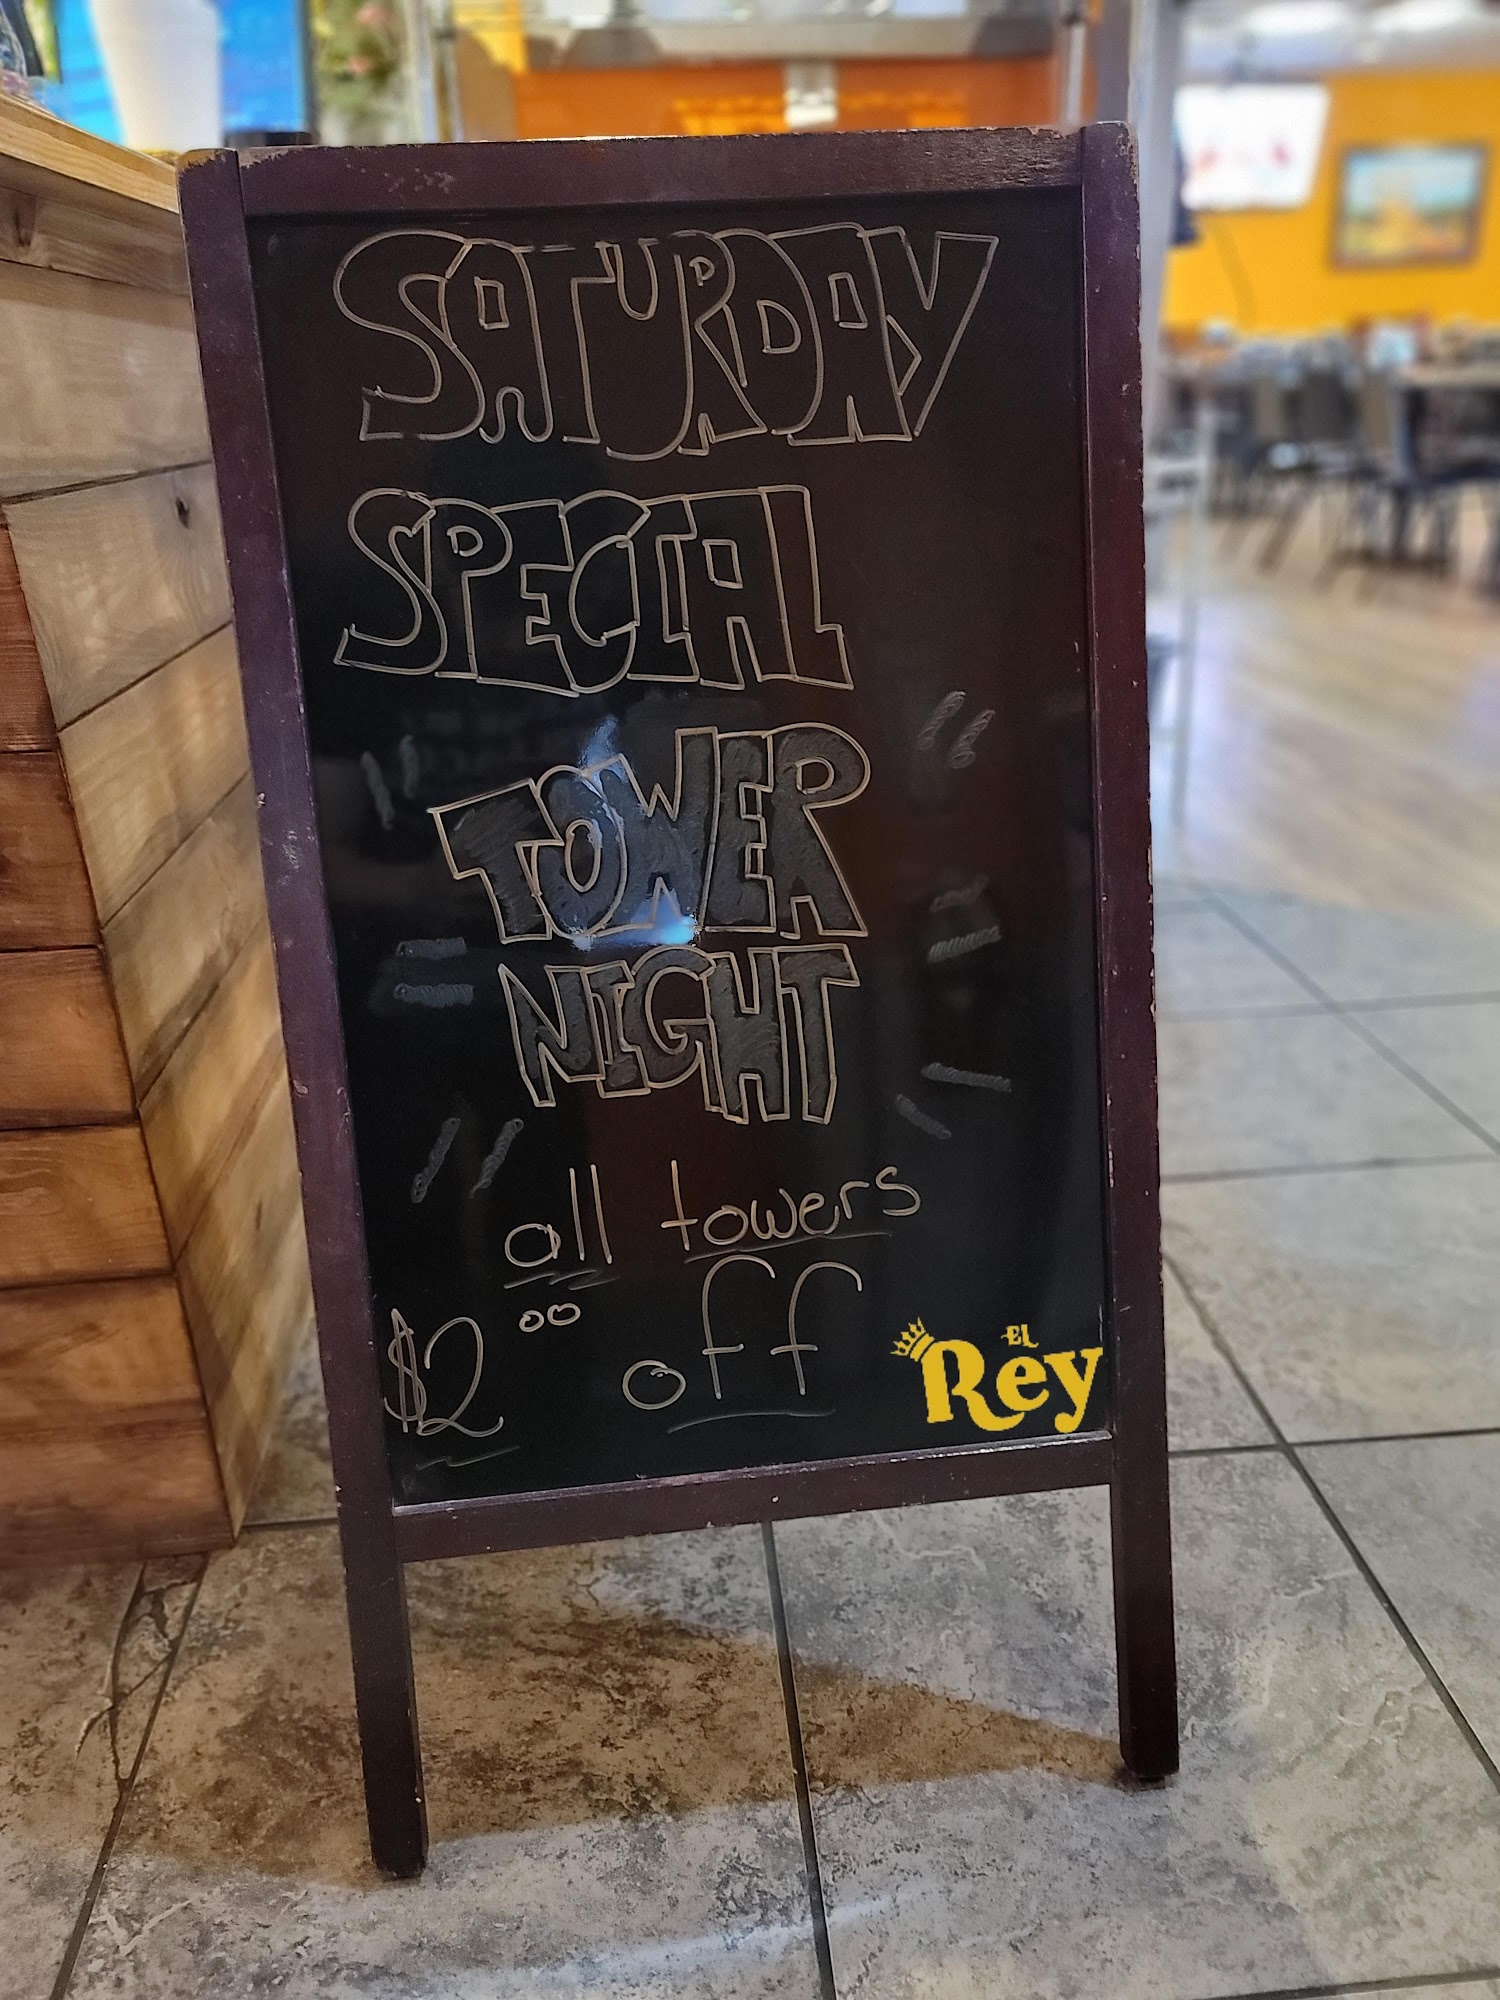 SATURDAY
SPECIAL
TOWER
NIGHT
all towers
$2.00 off
EL
Rey